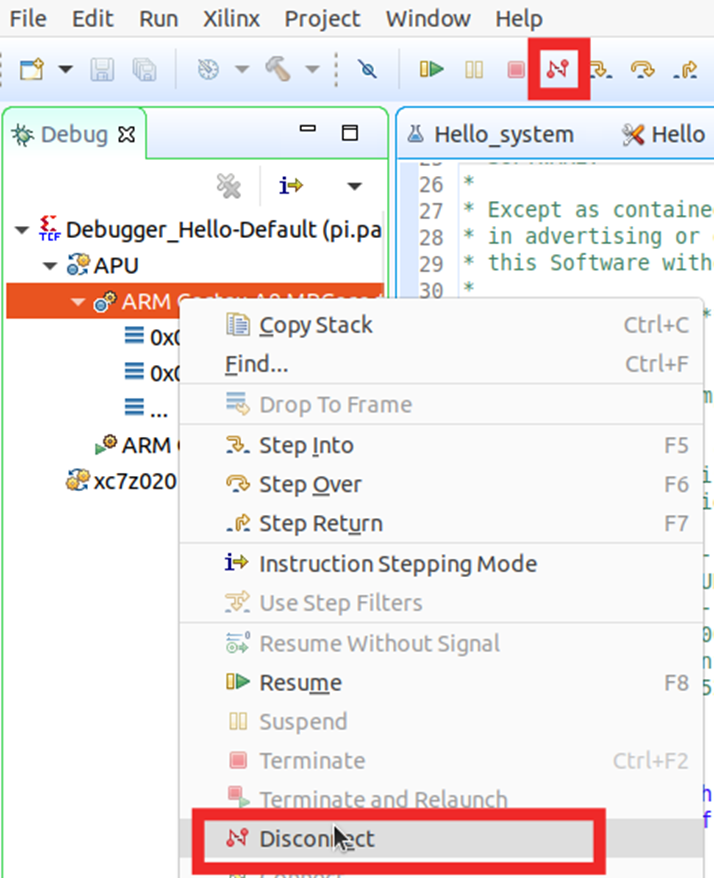 File Edit Run Xilinx Project Window Help
Debug
Hello_system Hello
Debugger_Hello-Default (pi.pa
APU
ARM
0x0
0x0
...
ARM
xc7z020
26 *
27 * Except as containe
28 * in advertising or
29 * this Software with
30 *
Copy Stack Ctrl+C
Find... Ctrl+F
Drop To Frame
Step Into F5
Step Over F6
Step Return F7
Instruction Stepping Mode
Use Step Filters
Resume Without Signal
Resume F8
Suspend
Terminate Ctrl+F2
Terminate and Relaunch
Disconnect